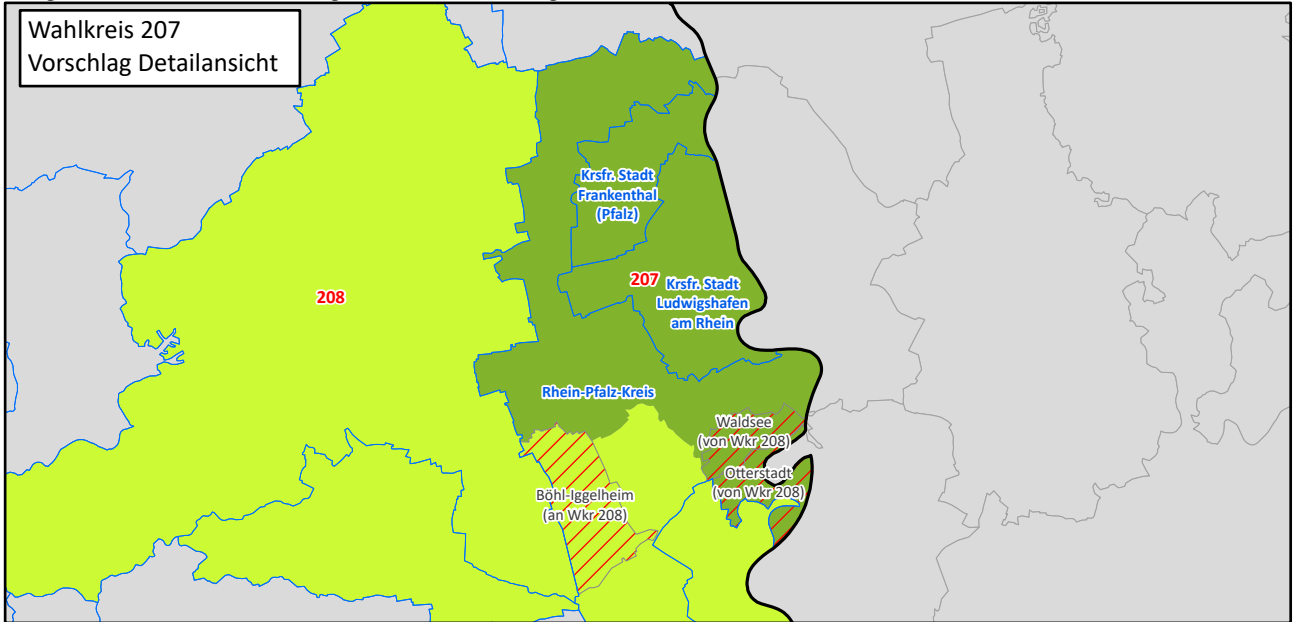 Wahlkreis 207
Vorschlag Detailansicht
Krsfr. Stadt
Frankenthal
(Pfalz)
207
Krsfr. Stadt
Ludwigshafen
am Rhein
208
Rhein-Pfalz-Kreis
Waldsee
(von Wkr 208)
Otterstadt
(von Wkr 208)
Böhl-Iggelheim
(an Wkr 208)